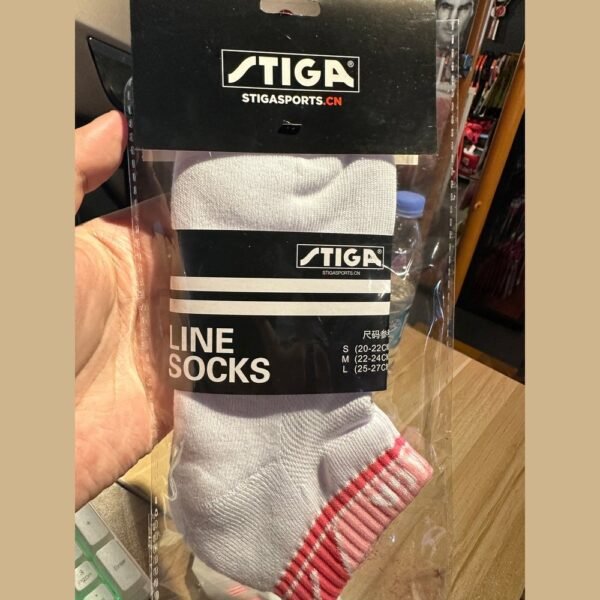 STIGA
STIGASPORTS.CN
STIGA
STIGASPORTS.CN
LINE
SOCKS
尺码参
S (20-22C
M (22-24C
L (25-27C